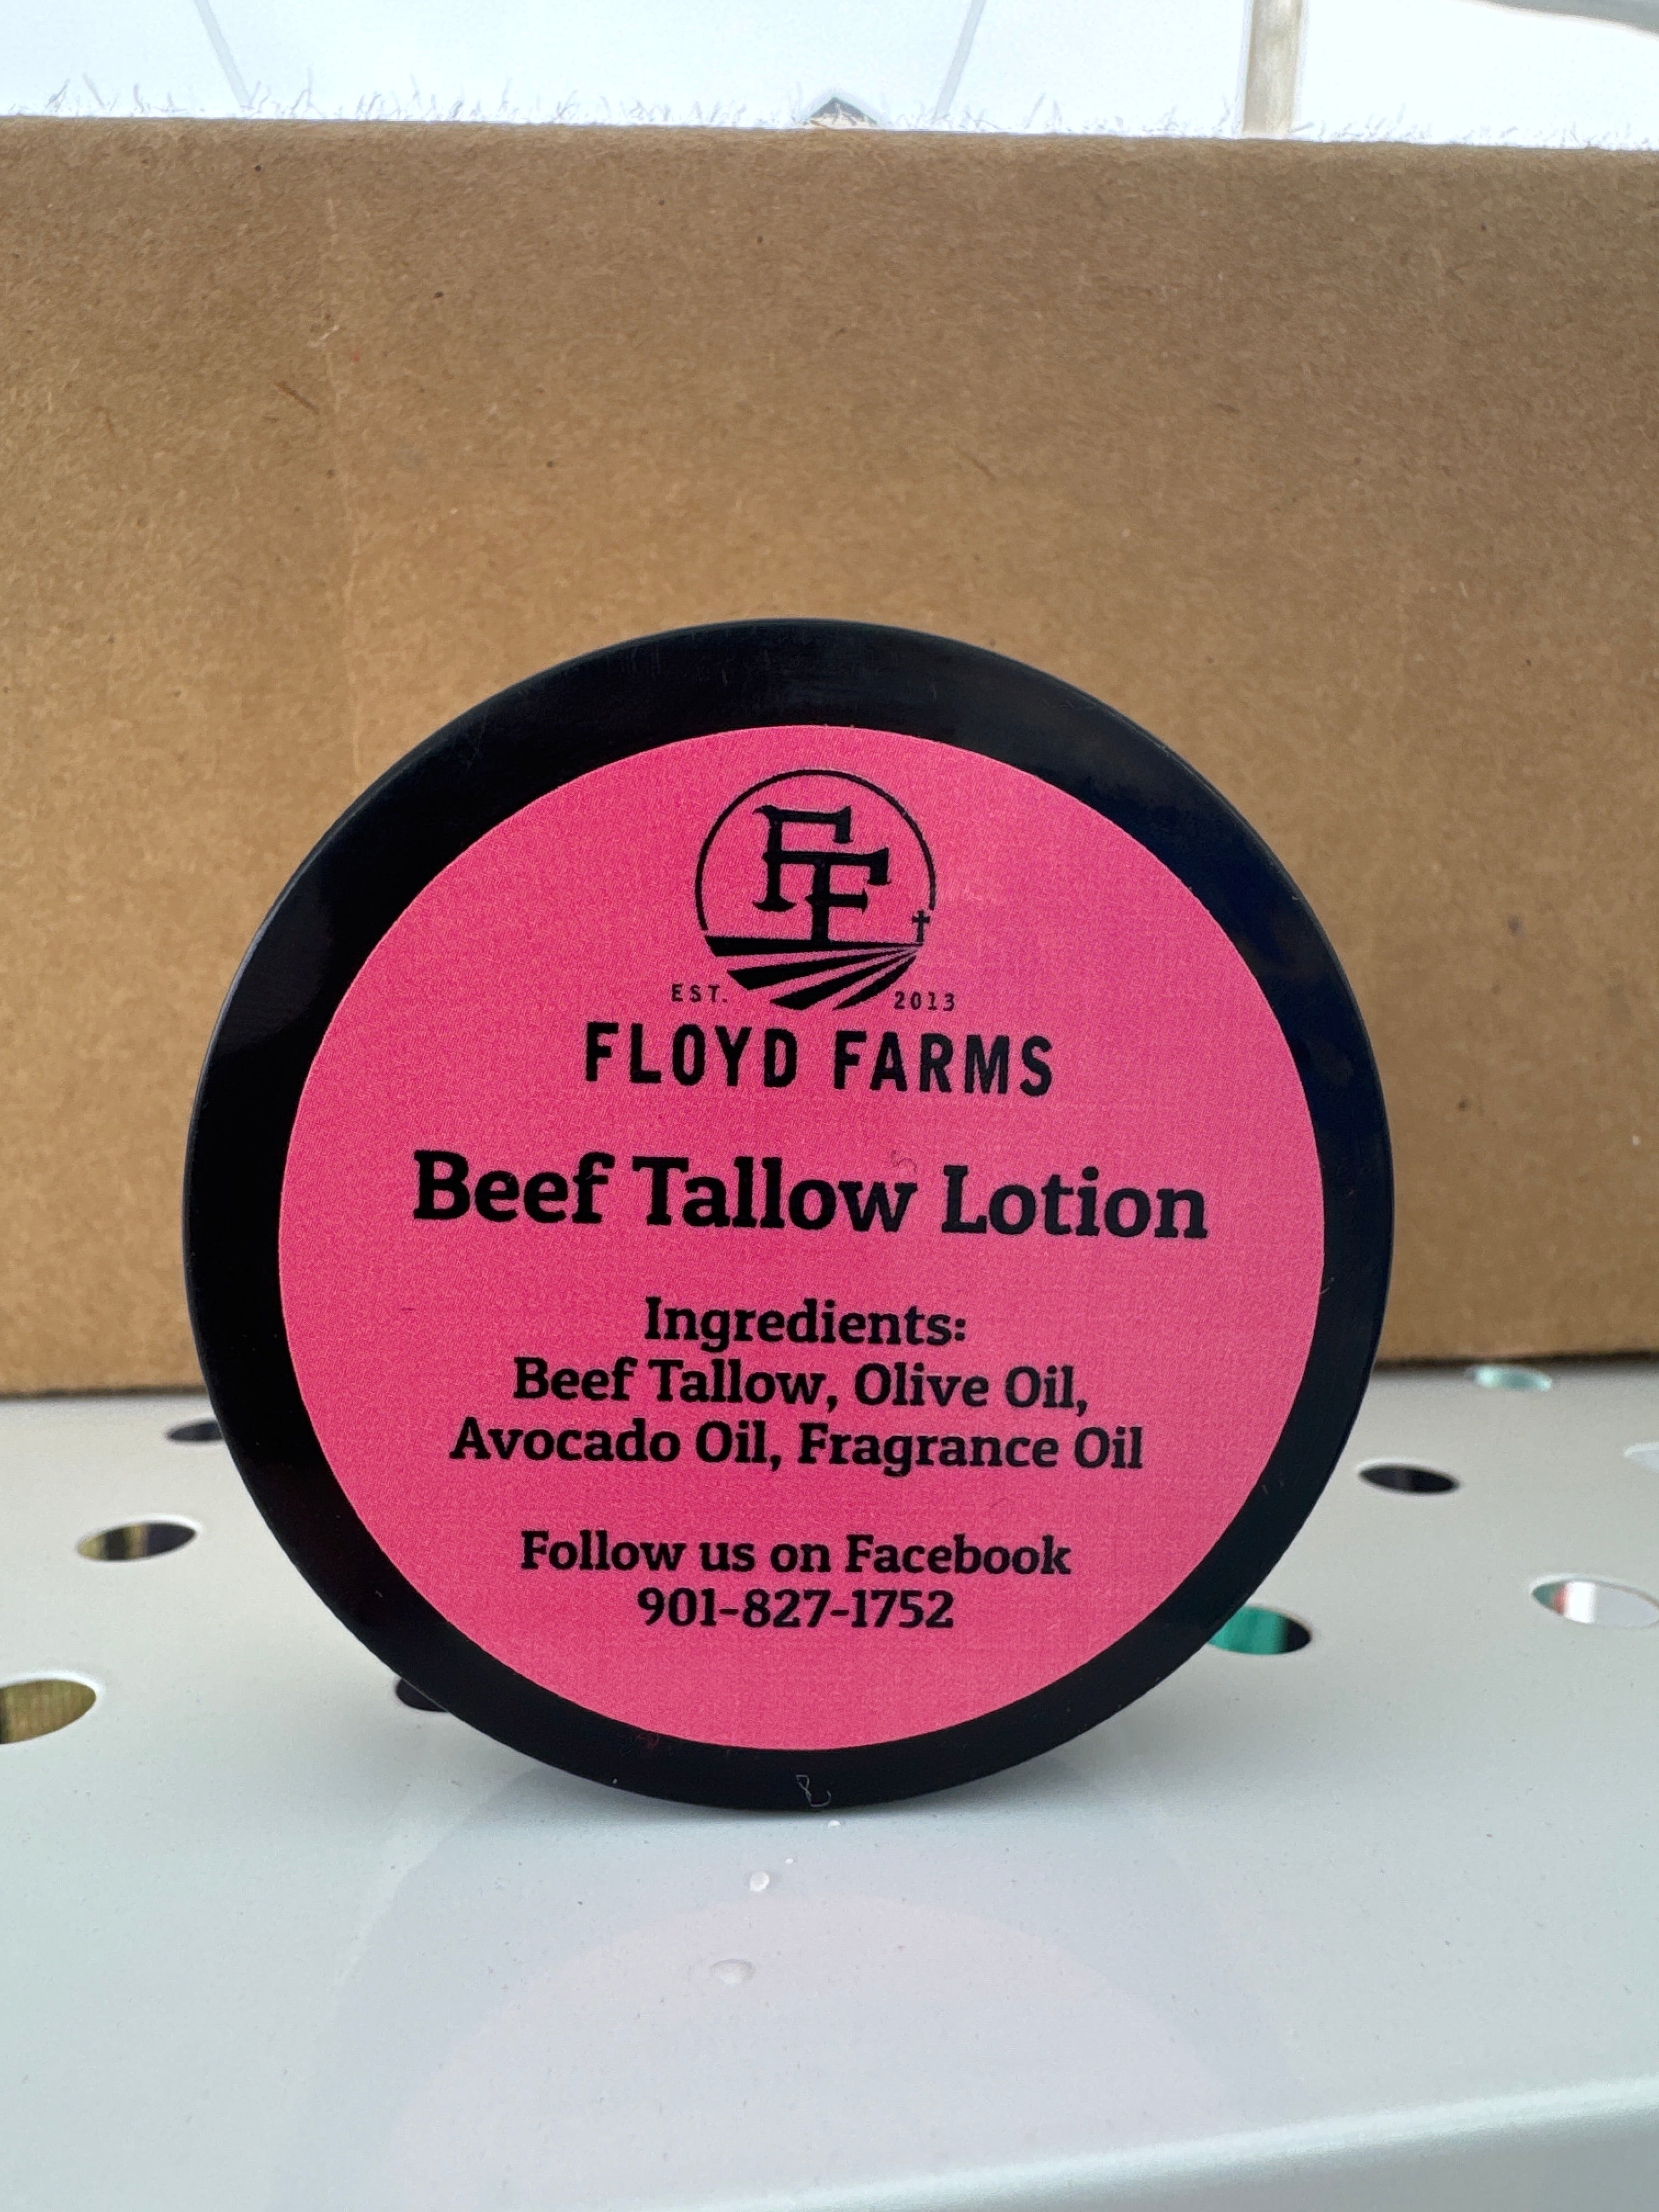 FF
EST. 2013
FLOYD FARMS
Beef Tallow Lotion
Ingredients:
Beef Tallow, Olive Oil,
Avocado Oil, Fragrance Oil
Follow us on Facebook
901-827-1752